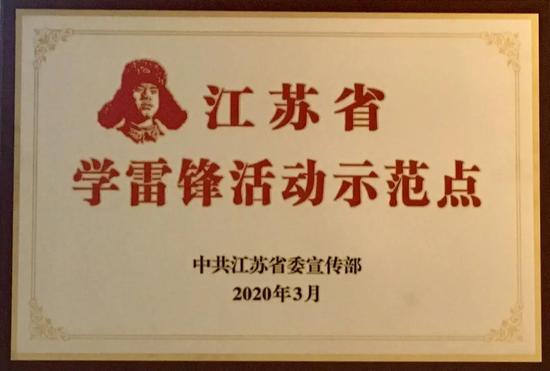 江苏省
学雷锋活动示范点
中共江苏省委宣传部
2020年3月